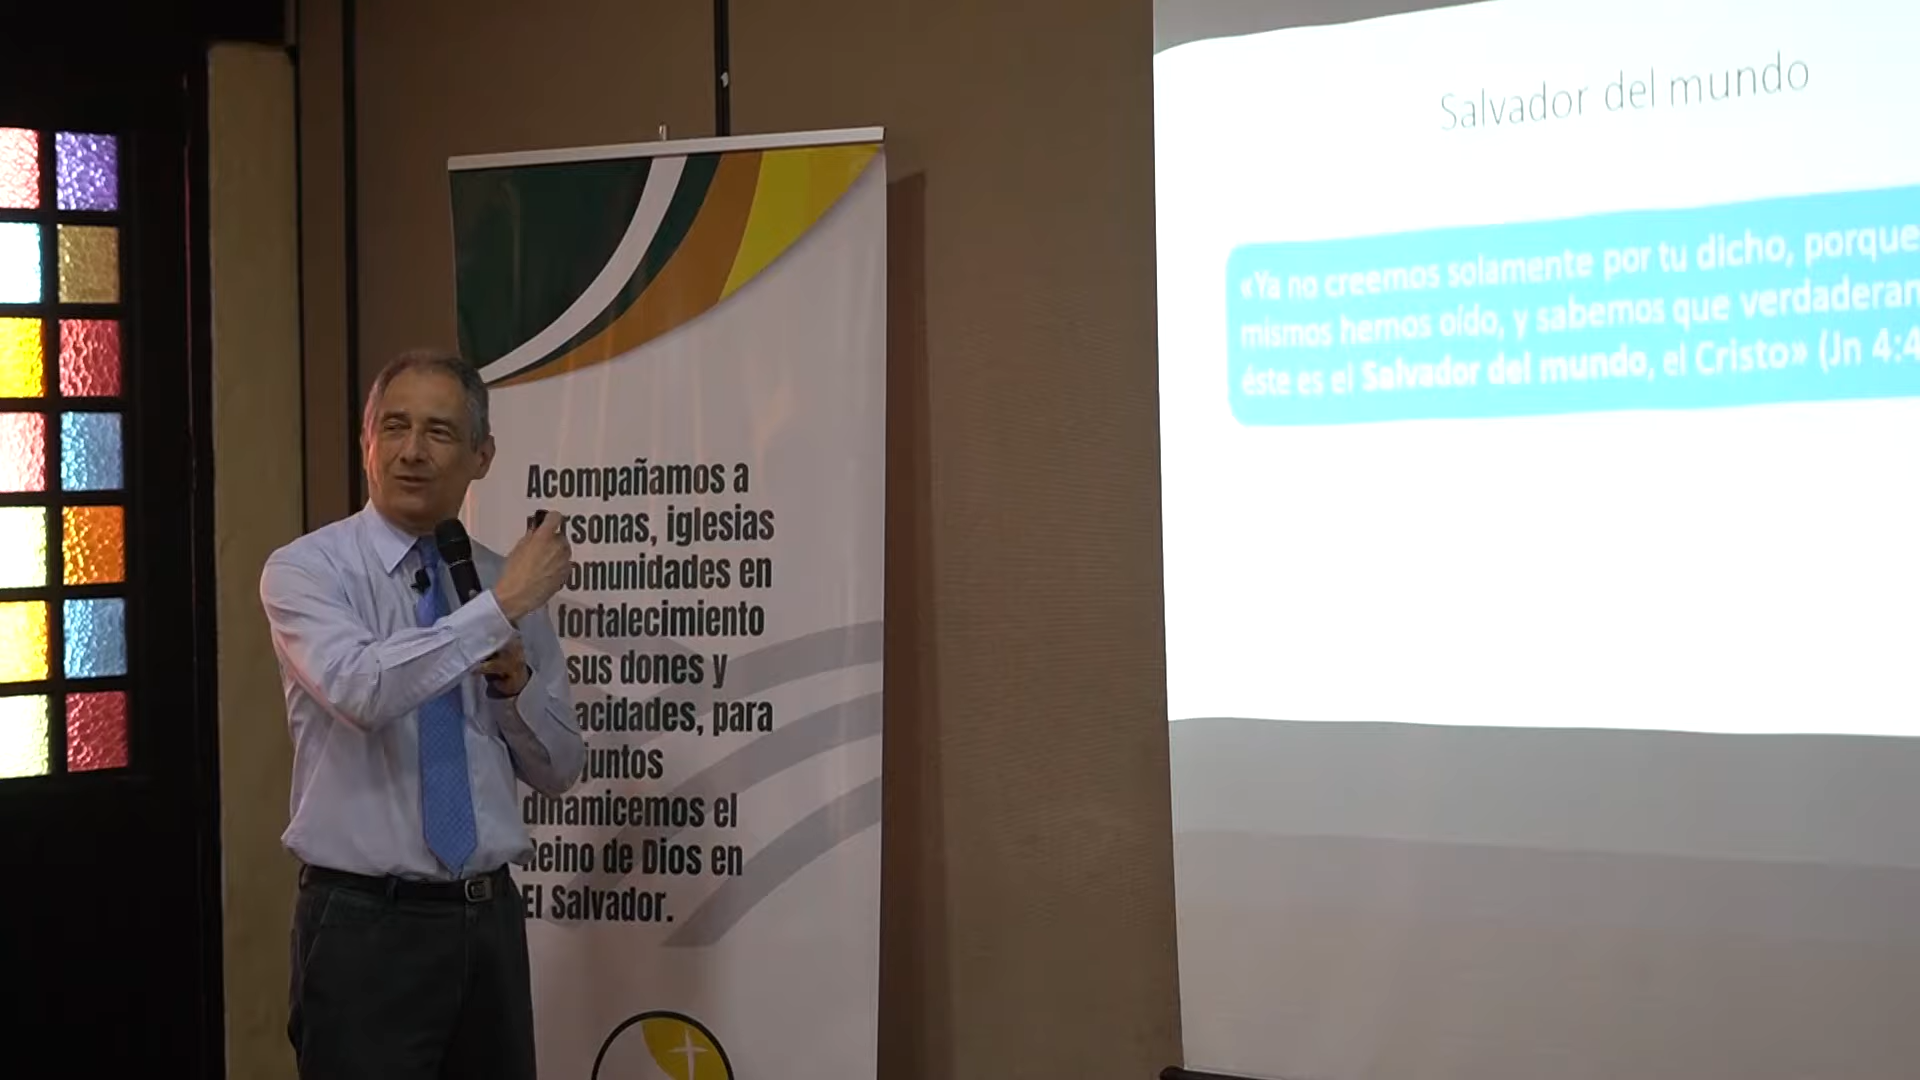 Acompañamos a
personas, iglesias
comunidades en
fortalecimiento
sus dones y
acidades, para
juntos
dinamicemos el
Reino de Dios en
El Salvador.
Salvador del mundo
«Ya no creemos solamente por tu dicho, porque
mismos hemos oído, y sabemos que verdaderam
éste es el Salvador del mundo, el Cristo» (Jn 4:4